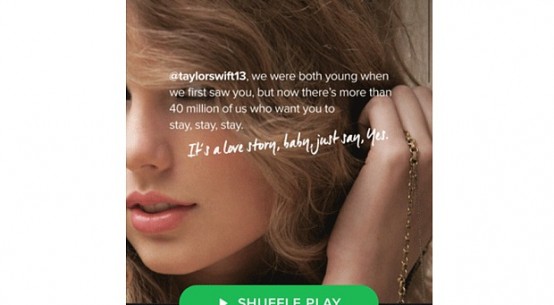 @taylorswift13, we were both young when
we first saw you, but now there's more than
40 million of us who want you to
stay, stay, stay.
It's a love story, baby, just say, Yes.
SHUFFLE PLAY